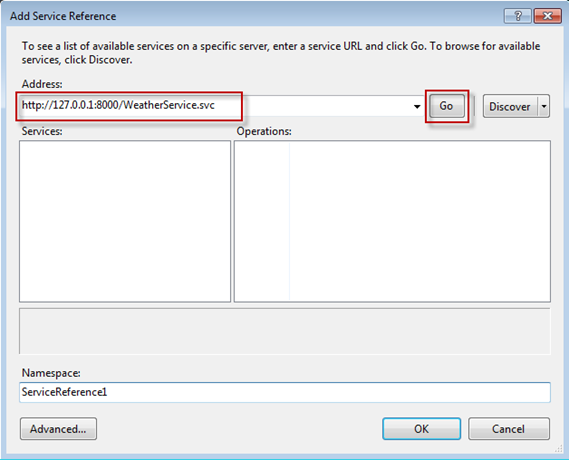 Add Service Reference
To see a list of available services on a specific server, enter a service URL and click Go. To browse for available
services, click Discover.
Address:
http://127.0.0.1:8000/WeatherService.svc
Go
Discover
Services:
Operations:
Namespace:
ServiceReference1
Advanced...
OK
Cancel